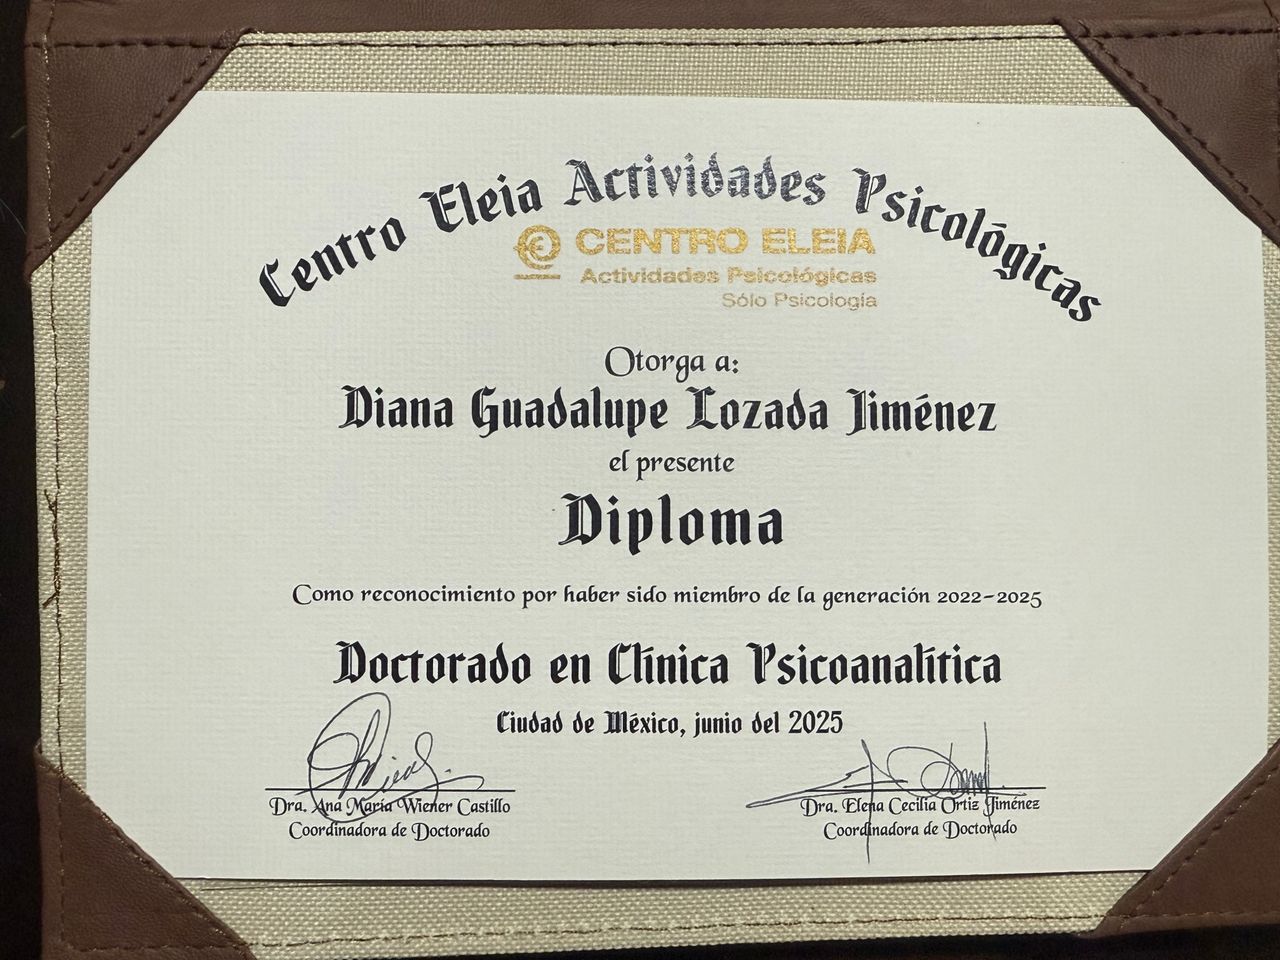 Centro Eleia Actividades Psicológicas
CENTRO ELEIA
Actividades Psicológicas
Sólo Psicología
Otorga a:
Diana Guadalupe Lozada Jiménez
el presente
Diploma
Como reconocimiento por haber sido miembro de la generación 2022-2025
Doctorado en Clínica Psicoanalítica
Ciudad de México, junio del 2025
Dra. Ana María Wiener Castillo
Coordinadora de Doctorado
Dra. Elena Cecilia Ortiz Jiménez
Coordinadora de Doctorado